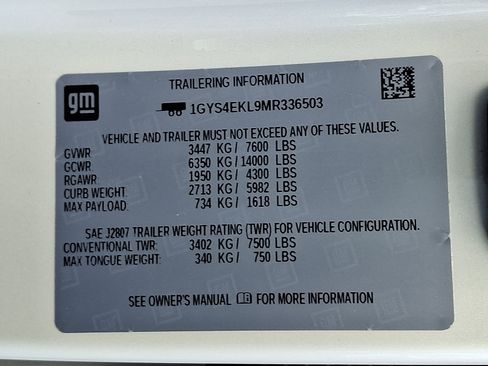 gm
TRAILERING INFORMATION
1GYS4EKL9MR336503
VEHICLE AND TRAILER MUST NOT EXCEED ANY OF THESE VALUES.
GVWR: 3447 KG / 7600 LBS
GCWR: 6350 KG / 14000 LBS
RGAWR: 1950 KG / 4300 LBS
CURB WEIGHT: 2713 KG / 5982 LBS
MAX PAYLOAD: 734 KG / 1618 LBS
SAE J2807 TRAILER WEIGHT RATING (TWR) FOR VEHICLE CONFIGURATION.
CONVENTIONAL TWR: 3402 KG / 7500 LBS
MAX TONGUE WEIGHT: 340 KG / 750 LBS
SEE OWNER'S MANUAL FOR MORE INFORMATION